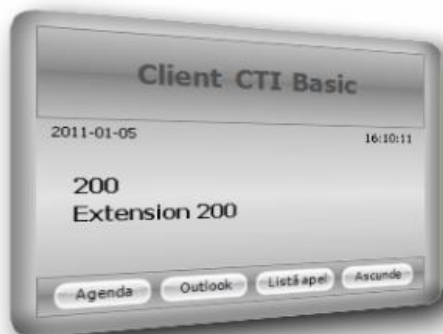 Client CTI Basic
2011-01-05 16:10:11
200
Extension 200
Agenda Outlook Listă apel Ascunde